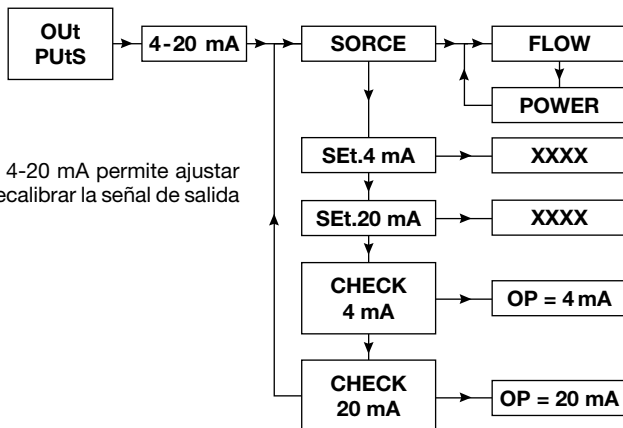 OUt
PUtS
4-20 mA
SORCE
FLOW
POWER
SEt.4 mA
XXXX
4-20 mA permite ajustar
ecalibrar la señal de salida
SEt.20 mA
XXXX
CHECK
4 mA
OP = 4 mA
CHECK
20 mA
OP = 20 mA